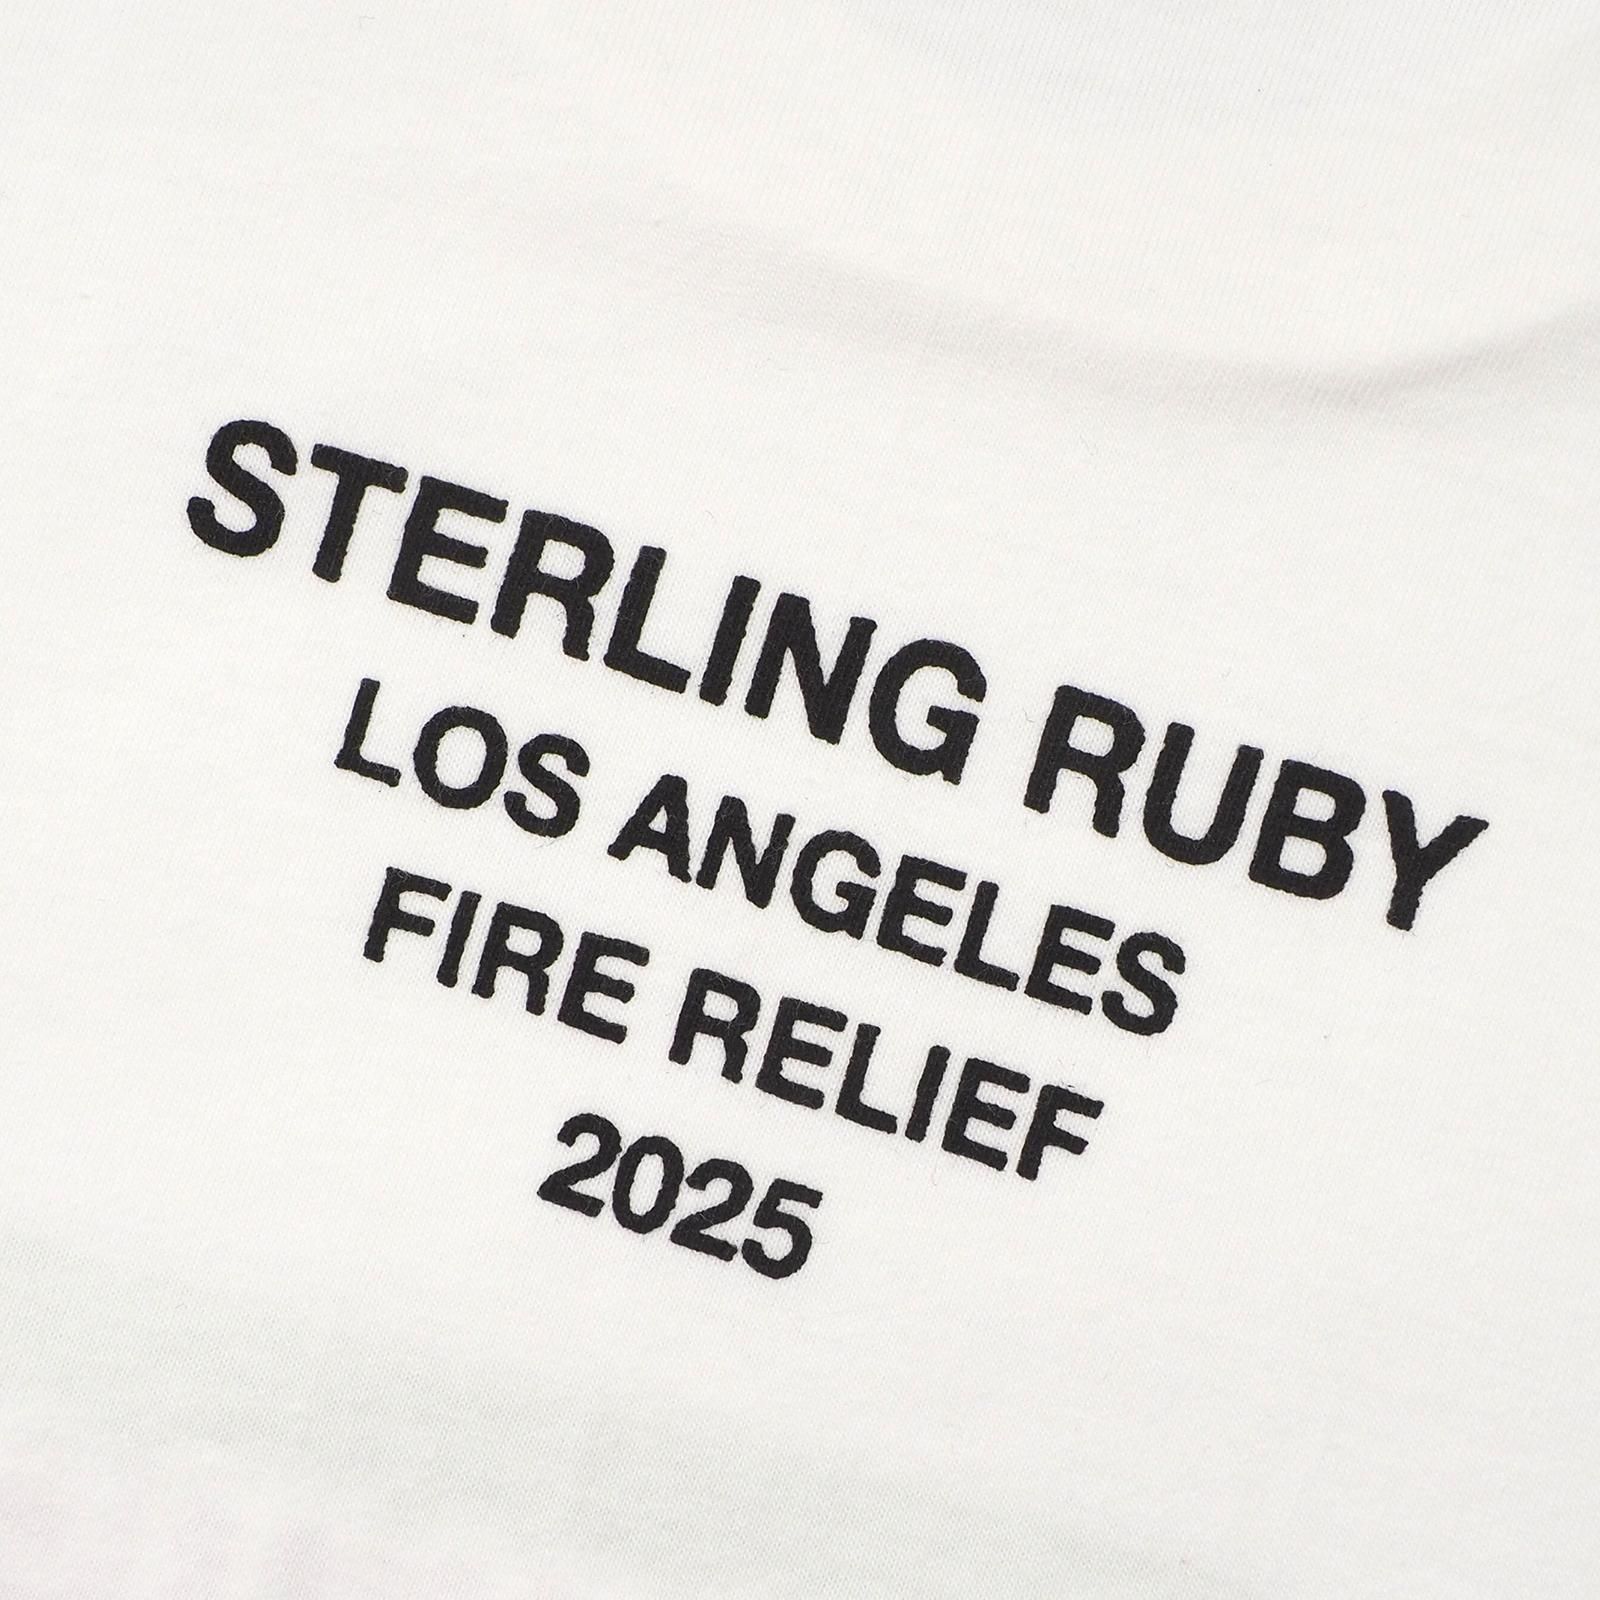 STERLING RUBY
LOS ANGELES
FIRE RELIEF
2025